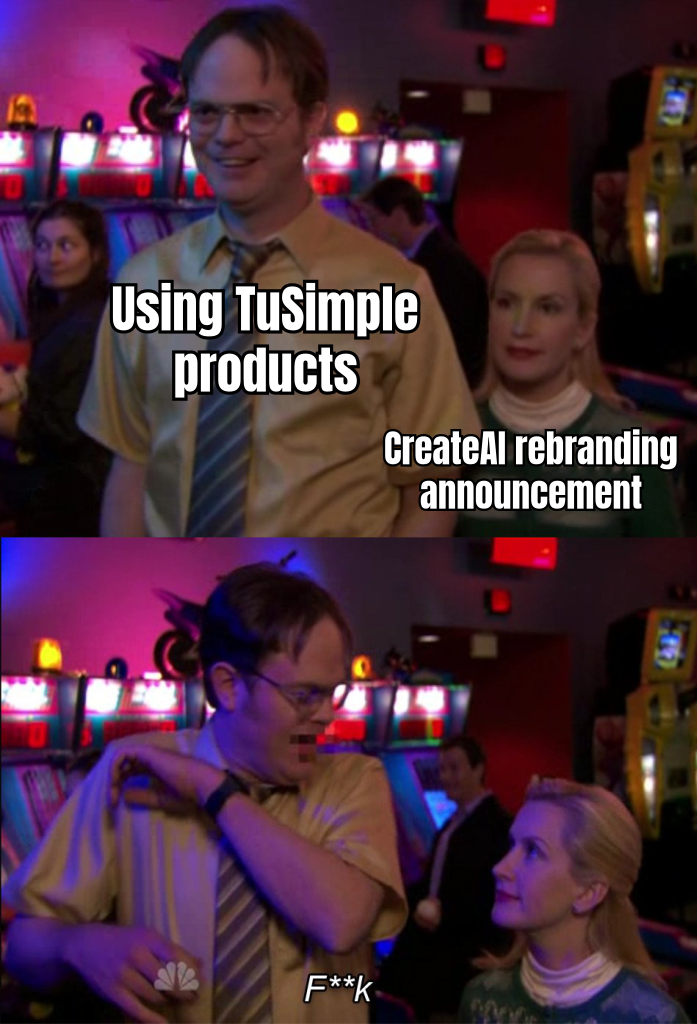 Using TuSimple
products
CreateAI rebranding
announcement
F**k